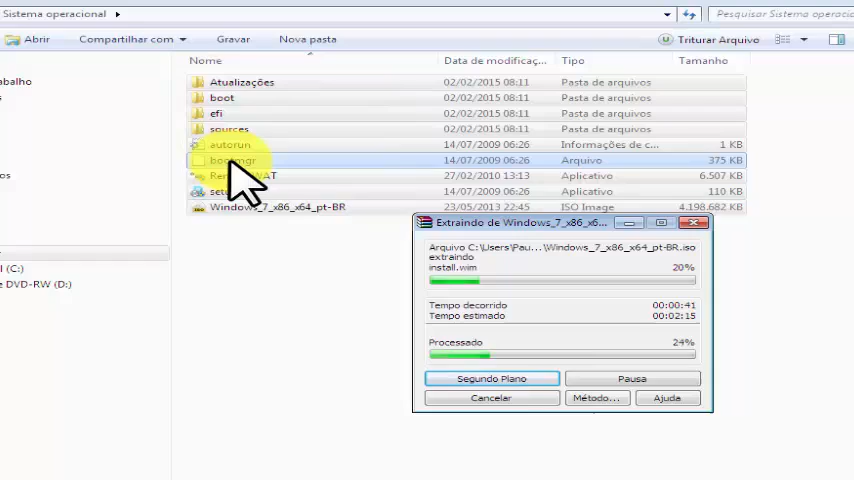 Sistema operacional
Pesquisar Sistema operacio
Abrir Compartilhar com Gravar Nova pasta Triturar Arquivo
Nome Data de modificaç... Tipo Tamanho
abalho
Atualizações 02/02/2015 08:11 Pasta de arquivos
boot 02/02/2015 08:11 Pasta de arquivos
efi 02/02/2015 08:11 Pasta de arquivos
sources 02/02/2015 08:11 Pasta de arquivos
autorun 14/07/2009 06:26 Informações de c... 1 KB
bootmgr 14/07/2009 06:26 Arquivo 375 KB
os
WAT 27/02/2010 13:13 Aplicativo 6.507 KB
14/07/2009 06:26 Aplicativo 110 KB
Windows_7_x86_x64_pt-BR 23/05/2013 22:45 ISO Image 4.198.682 KB
(C:)
DVD-RW (D:)
Extraindo de Windows_7_x86_x6...
Arquivo C:\Users\Pau...\Windows_7_x86_x64_pt-BR.iso
extraindo
install.wim 20%
Tempo decorrido 00:00:41
Tempo estimado 00:02:15
Processado 24%
Segundo Plano Pausa
Cancelar Método... Ajuda